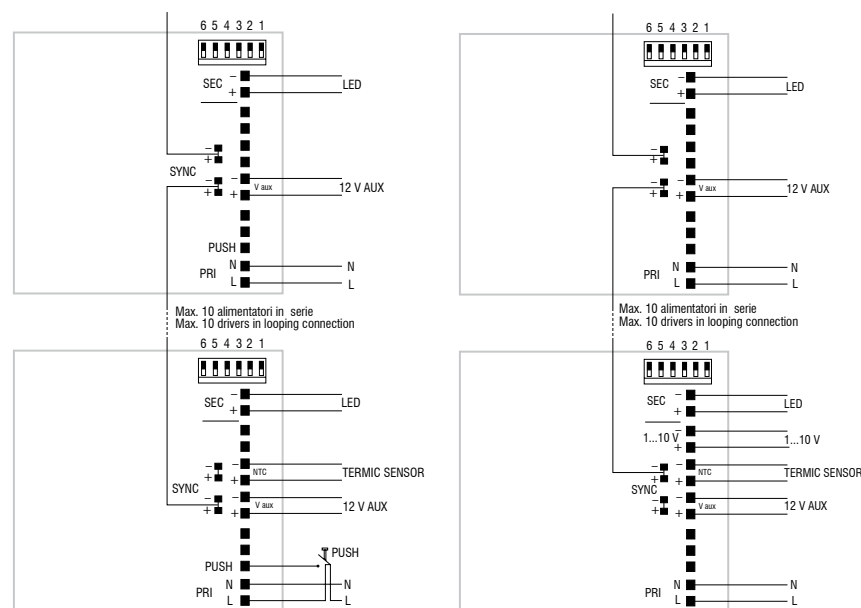 6 5 4 3 2 1
SEC
-
+
LED
-
+
SYNC
-
+
-
+
V aux
12 V AUX
PUSH
PRI
N
L
N
L
Max. 10 alimentatori in serie
Max. 10 drivers in looping connection
6 5 4 3 2 1
SEC
-
+
LED
-
+
SYNC
-
+
-
+
NTC
TERMIC SENSOR
-
+
V aux
12 V AUX
PUSH
PUSH
PRI
N
L
N
L
6 5 4 3 2 1
SEC
-
+
LED
-
+
-
+
-
+
V aux
12 V AUX
PRI
N
L
N
L
Max. 10 alimentatori in serie
Max. 10 drivers in looping connection
6 5 4 3 2 1
SEC
-
+
LED
1...10 V
-
+
1...10 V
-
+
SYNC
-
+
-
+
NTC
TERMIC SENSOR
-
+
V aux
12 V AUX
PRI
N
L
N
L